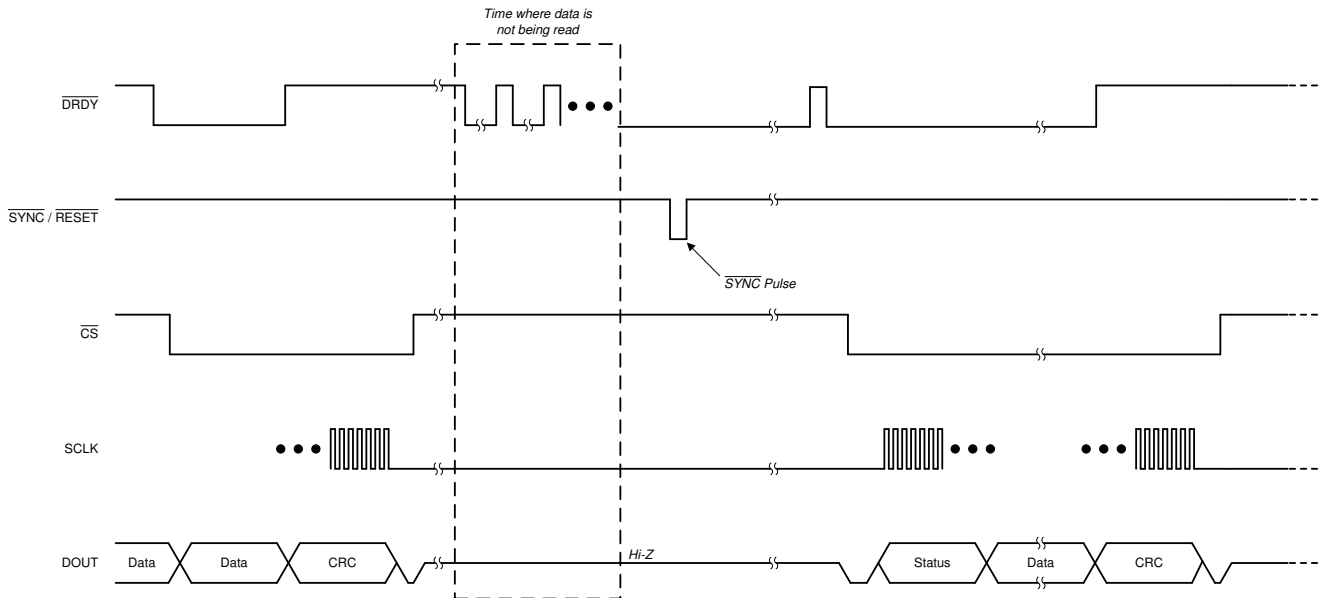 Time where data is
not being read
DRDY
SYNC / RESET
SYNC Pulse
CS
SCLK
DOUT
Data
Data
CRC
Hi-Z
Status
Data
CRC